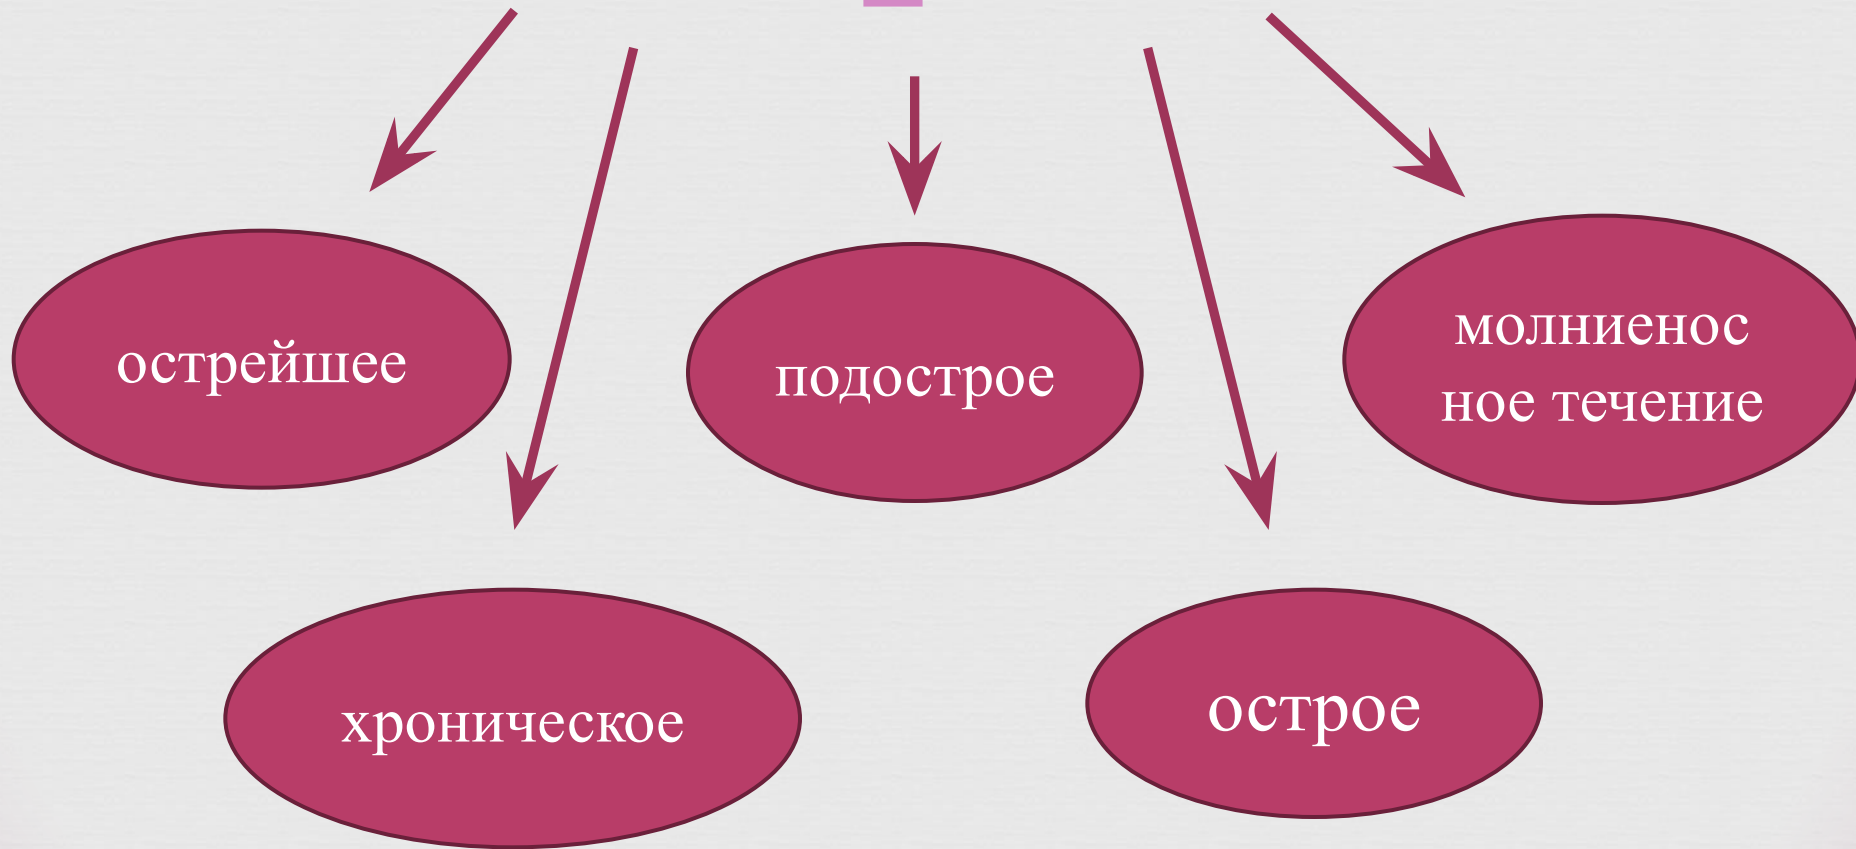 острейшее
подострое
молниенос
ное течение
хроническое
острое